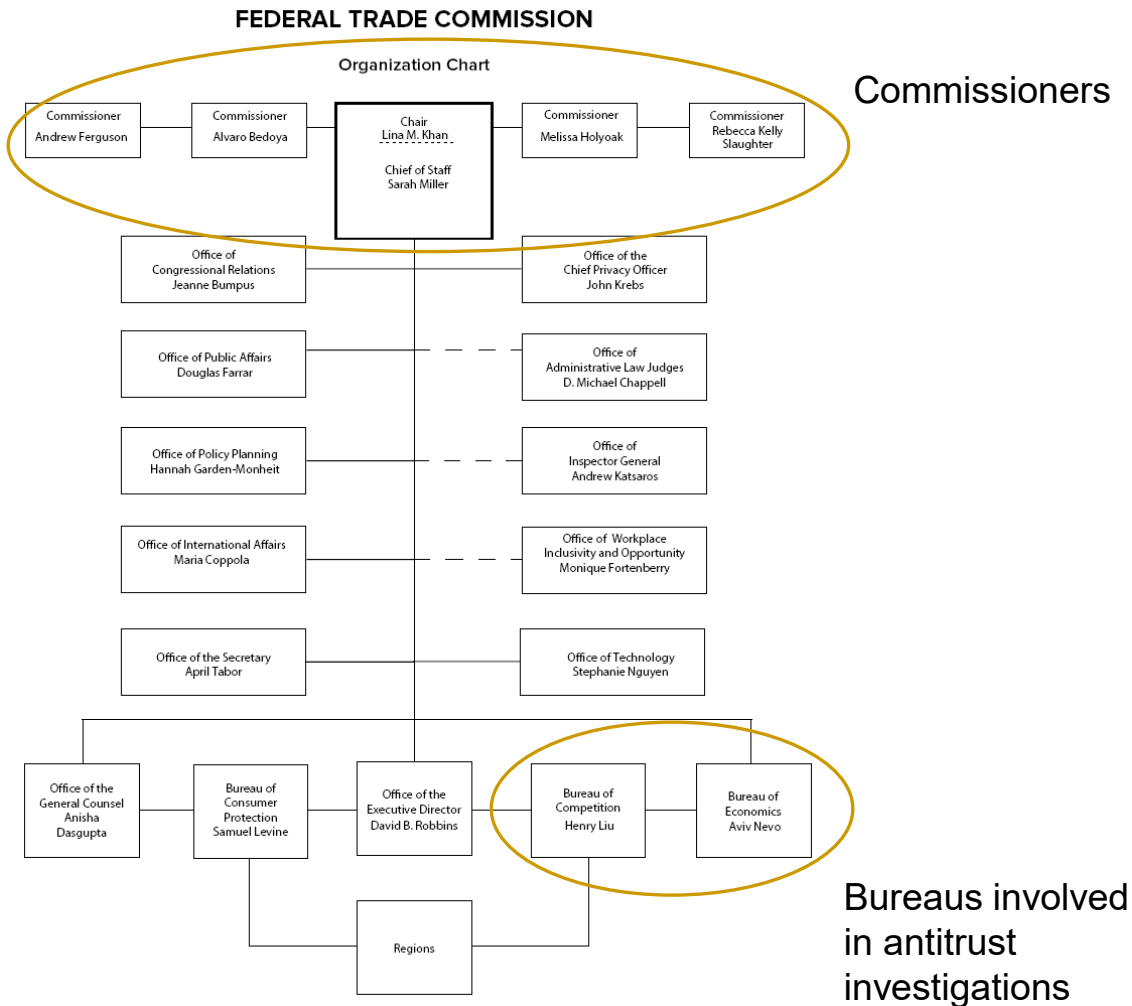 FEDERAL TRADE COMMISSION
Organization Chart
Commissioners
Commissioner
Andrew Ferguson
Commissioner
Alvaro Bedoya
Chair
Lina M. Khan
Chief of Staff
Sarah Miller
Commissioner
Melissa Holyoak
Commissioner
Rebecca Kelly
Slaughter
Office of
Congressional Relations
Jeanne Bumpus
Office of the
Chief Privacy Officer
John Krebs
Office of Public Affairs
Douglas Farrar
Office of
Administrative Law Judges
D. Michael Chappell
Office of Policy Planning
Hannah Garden-Monheit
Office of
Inspector General
Andrew Katsaros
Office of International Affairs
Maria Coppola
Office of Workplace
Inclusivity and Opportunity
Monique Fortenberry
Office of the Secretary
April Tabor
Office of Technology
Stephanie Nguyen
Office of the
General Counsel
Anisha
Dasgupta
Bureau of
Consumer
Protection
Samuel Levine
Office of the
Executive Director
David B. Robbins
Bureau of
Competition
Henry Liu
Bureau of
Economics
Aviv Nevo
Regions
Bureaus involved
in antitrust
investigations